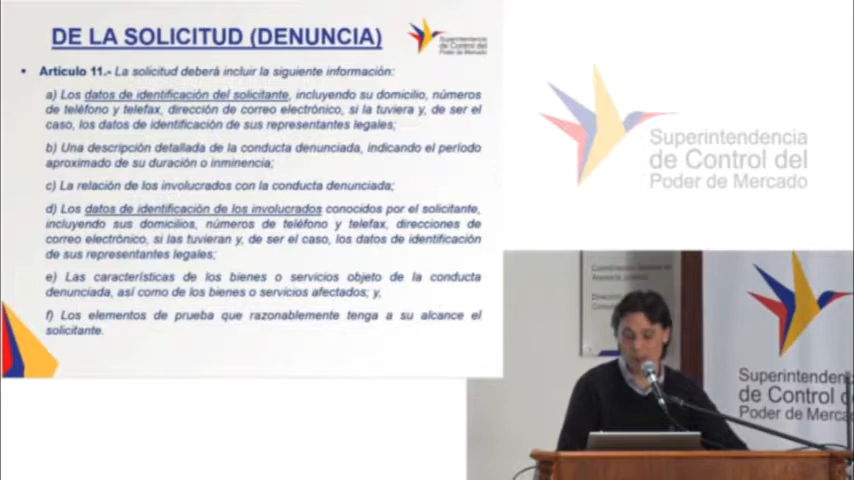 DE LA SOLICITUD (DENUNCIA)
Superintendencia
de Control del
Poder de Mercado
• Artículo 11.- La solicitud deberá incluir la siguiente información:
a) Los datos de identificación del solicitante, incluyendo su domicilio, números
de teléfono y telefax, dirección de correo electrónico, si la tuviera y, de ser el
caso, los datos de identificación de sus representantes legales;
b) Una descripción detallada de la conducta denunciada, indicando el período
aproximado de su duración o inminencia;
c) La relación de los involucrados con la conducta denunciada;
d) Los datos de identificación de los involucrados conocidos por el solicitante,
incluyendo sus domicilios, números de teléfono y telefax, direcciones de
correo electrónico, si las tuvieran y, de ser el caso, los datos de identificación
de sus representantes legales;
e) Las características de los bienes o servicios objeto de la conducta
denunciada, así como de los bienes o servicios afectados; y,
f) Los elementos de prueba que razonablemente tenga a su alcance el
solicitante.
Superintendencia
de Control del
Poder de Mercado
Coordinación General de
Asesoría Jurídica
Superintendenci
de Control
Poder de Merca